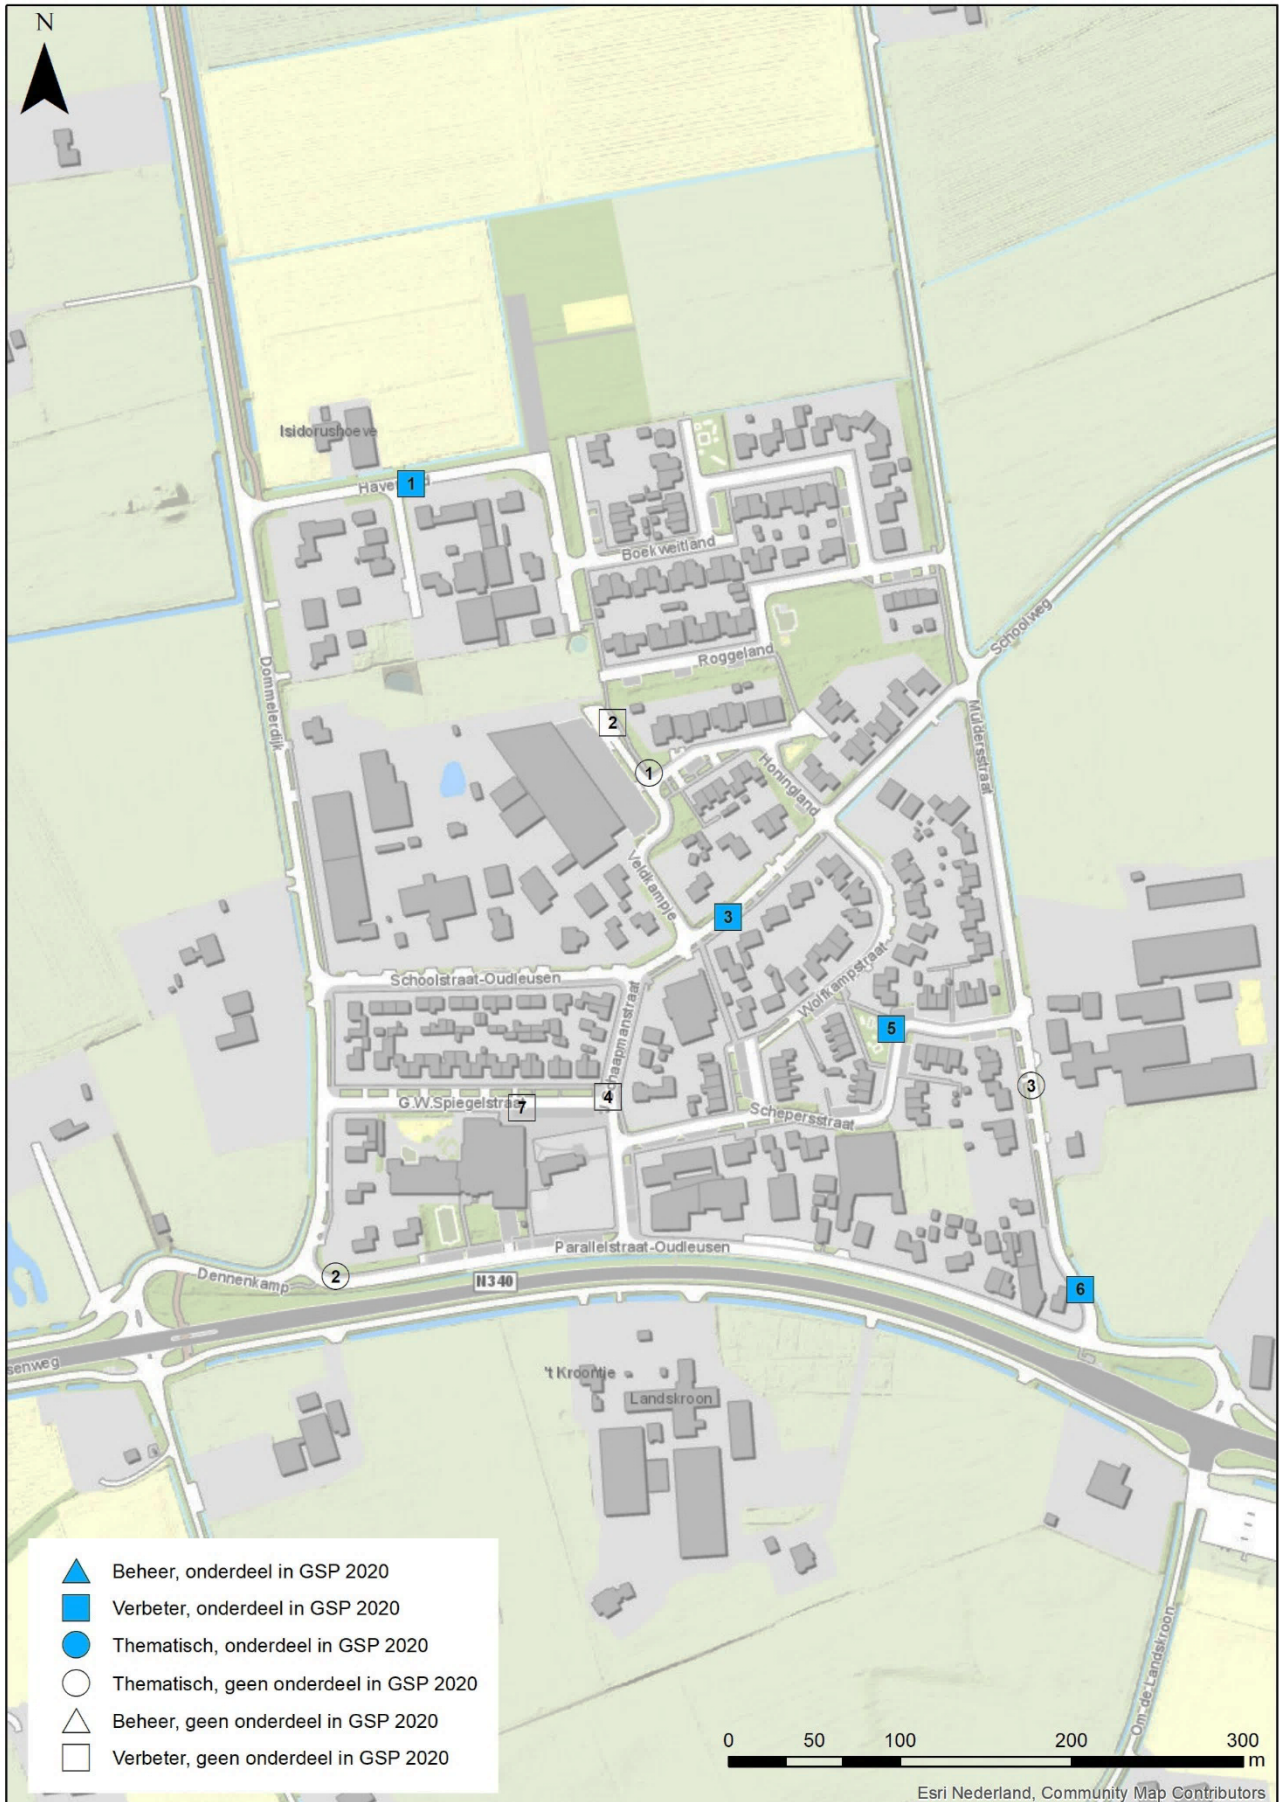 N
Isidorushoeve
1
Boekweitland
Roggeland
Schoolweg
Dommelerdijk
Muldersstraat
2
1
Honingland
Veldkampje
3
Schoolstraat-Oudleusen
Wolfkampstraat
5
3
G.W.Spiegelstraat
7
4
Schepersstraat
Parallelstraat-Oudleusen
Dennenkamp
2
N340
6
't Kroontje
Landskroon
Om-de-Landskroon
Beheer, onderdeel in GSP 2020
Verbeter, onderdeel in GSP 2020
Thematisch, onderdeel in GSP 2020
Thematisch, geen onderdeel in GSP 2020
Beheer, geen onderdeel in GSP 2020
Verbeter, geen onderdeel in GSP 2020
0 50 100 200 300
m
Esri Nederland, Community Map Contributors